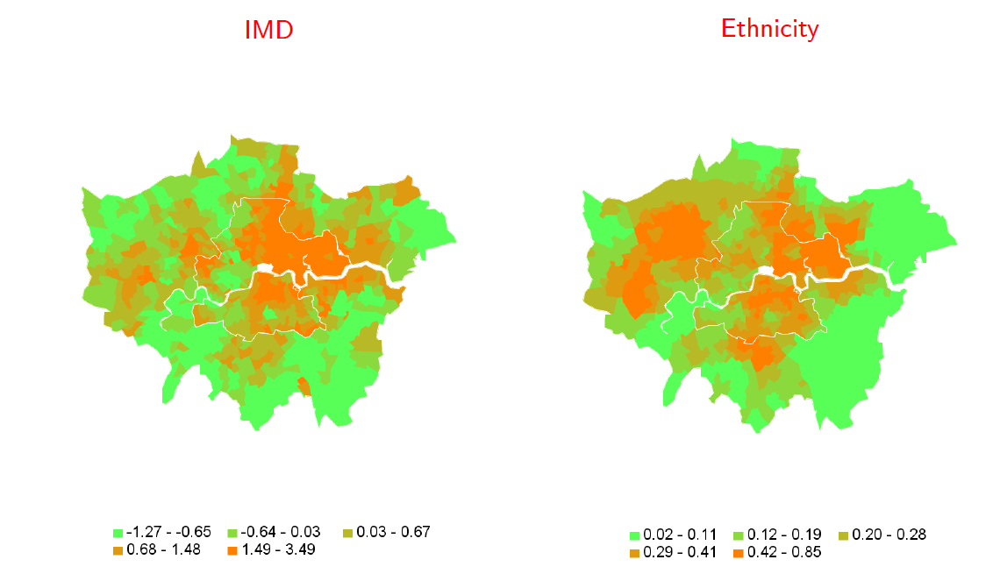 IMD
Ethnicity
-1.27 - -0.65 -0.64 - 0.03 0.03 - 0.67
0.68 - 1.48 1.49 - 3.49
0.02 - 0.11 0.12 - 0.19 0.20 - 0.28
0.29 - 0.41 0.42 - 0.85